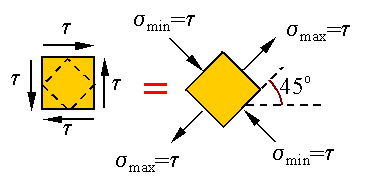 τ
τ
τ
τ
=
σmin=τ
σmax=τ
45°
σmax=τ
σmin=τ